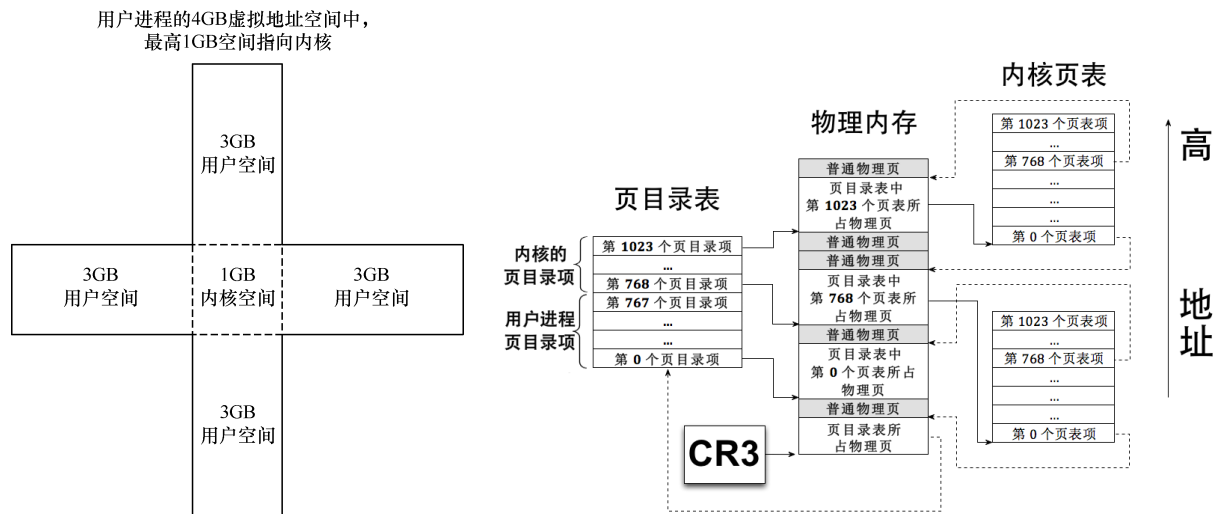 用户进程的4GB虚拟地址空间中，
最高1GB空间指向内核
3GB
用户空间
3GB
用户空间
1GB
内核空间
3GB
用户空间
3GB
用户空间
页目录表
内核的
页目录项
用户进程
页目录项
第 1023 个页目录项
...
第 768 个页目录项
第 767 个页目录项
...
...
第 0 个页目录项
CR3
物理内存
普通物理页
页目录表中
第 1023 个页表所
占物理页
普通物理页
普通物理页
页目录表中
第 768 个页表所
占物理页
普通物理页
页目录表中
第 0 个页表所占
物理页
普通物理页
页目录表所
占物理页
内核页表
第 1023 个页表项
...
第 768 个页表项
...
...
...
第 0 个页表项
第 1023 个页表项
...
第 768 个页表项
...
...
...
第 0 个页表项
高
地
址